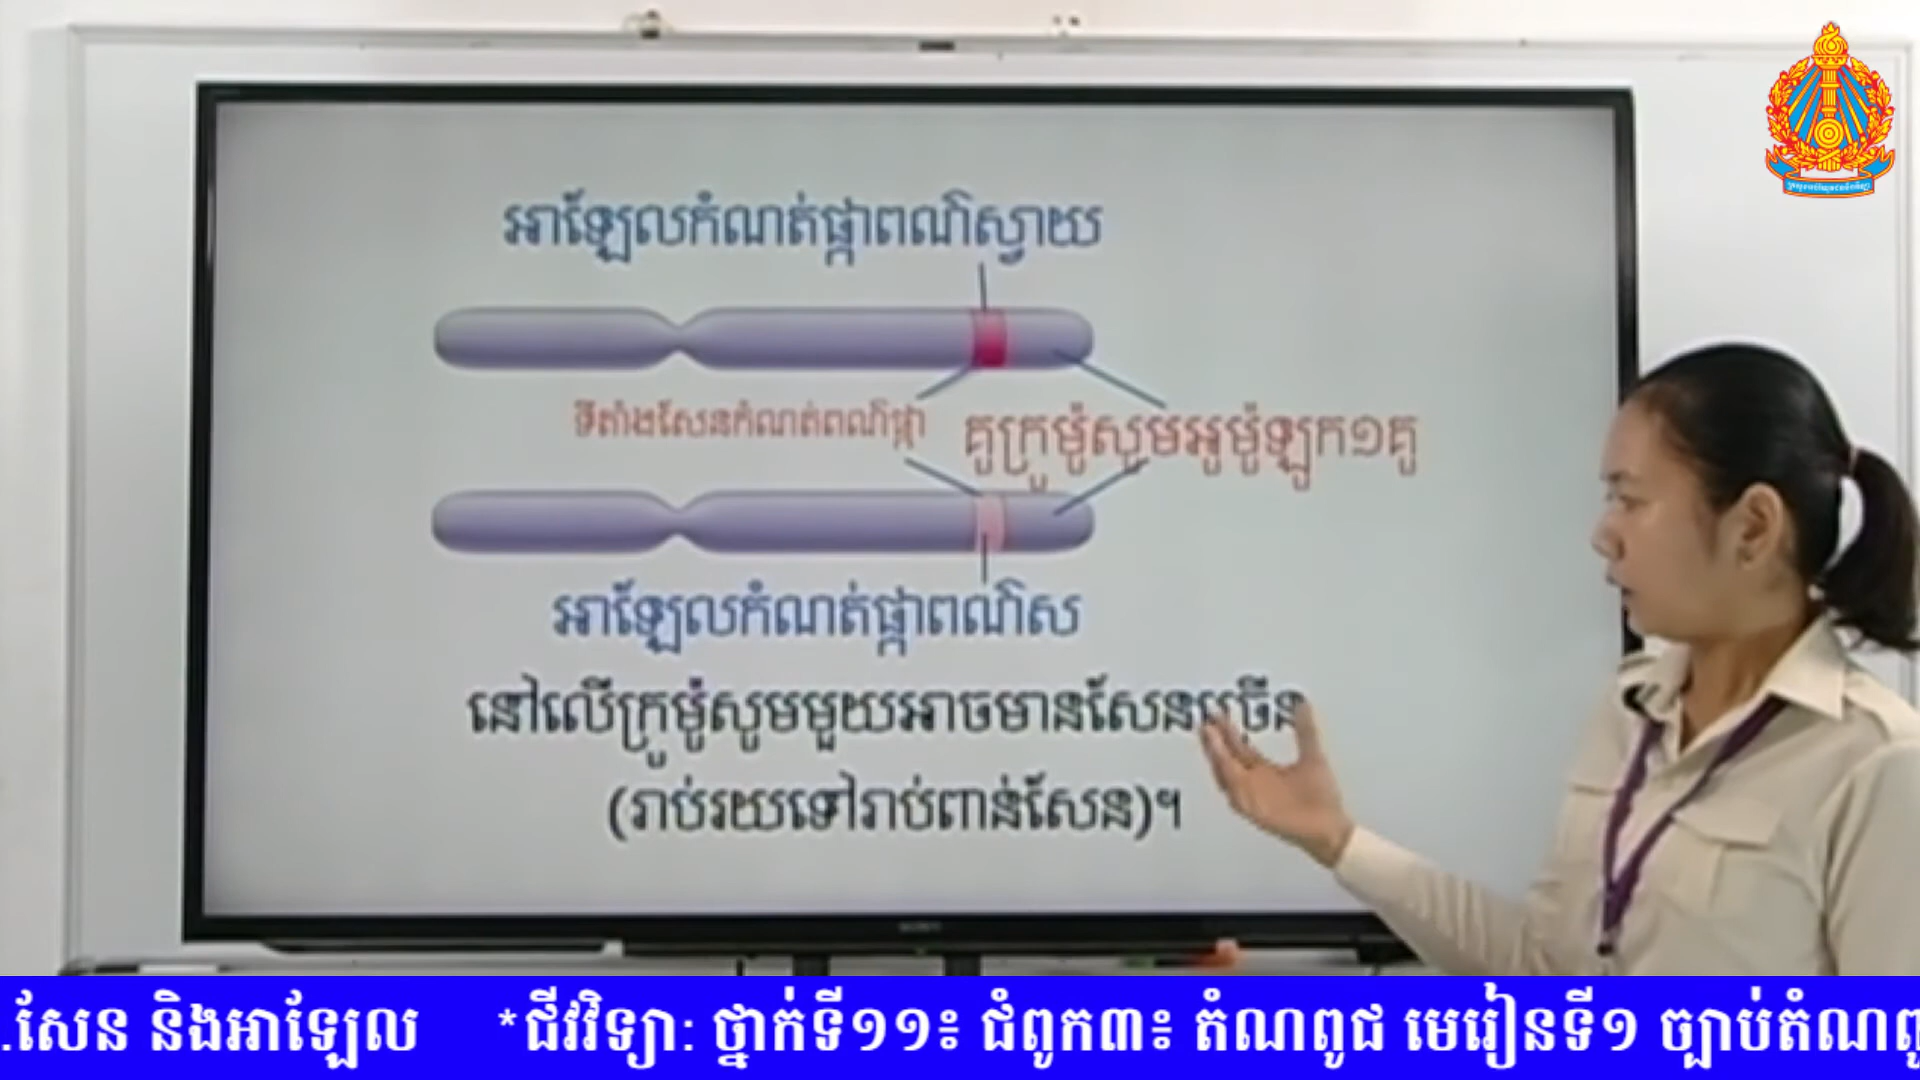 អាឡែលកំណត់ផ្កាពណ៌ស្វាយ
ទីតាំងសែនកំណត់ពណ៌ផ្កា
គូក្រូម៉ូសូមអូម៉ូឡូក១គូ
អាឡែលកំណត់ផ្កាពណ៌ស
នៅលើក្រូម៉ូសូមមួយអាចមានសែនច្រើន
(រាប់រយទៅរាប់ពាន់សែន)។
.សែន និងអាឡែល *ជីវវិទ្យា: ថ្នាក់ទី១១៖ ជំពូក៣៖ តំណពូជ មេរៀនទី១ ច្បាប់តំណពូ